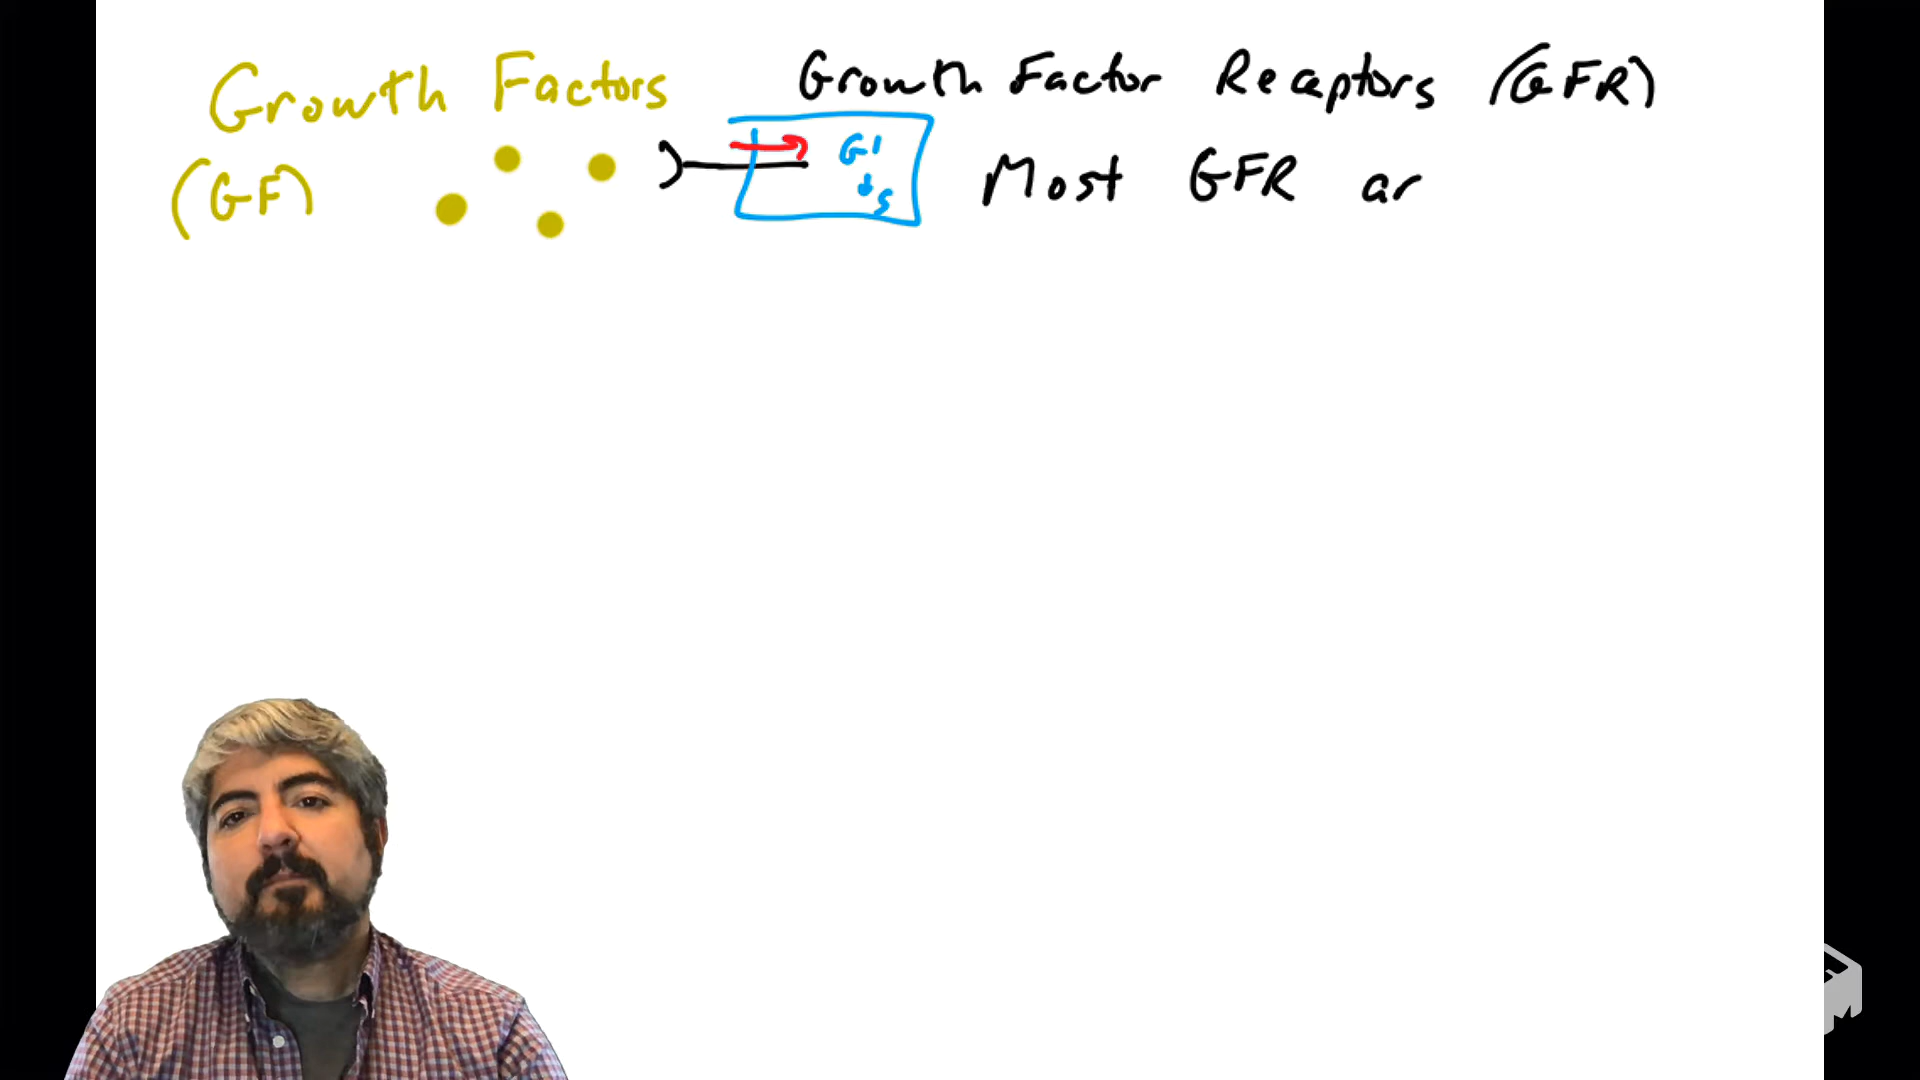 Growth Factors
(GF)
Growth Factor Receptors (GFR)
G1
S
Most GFR ar